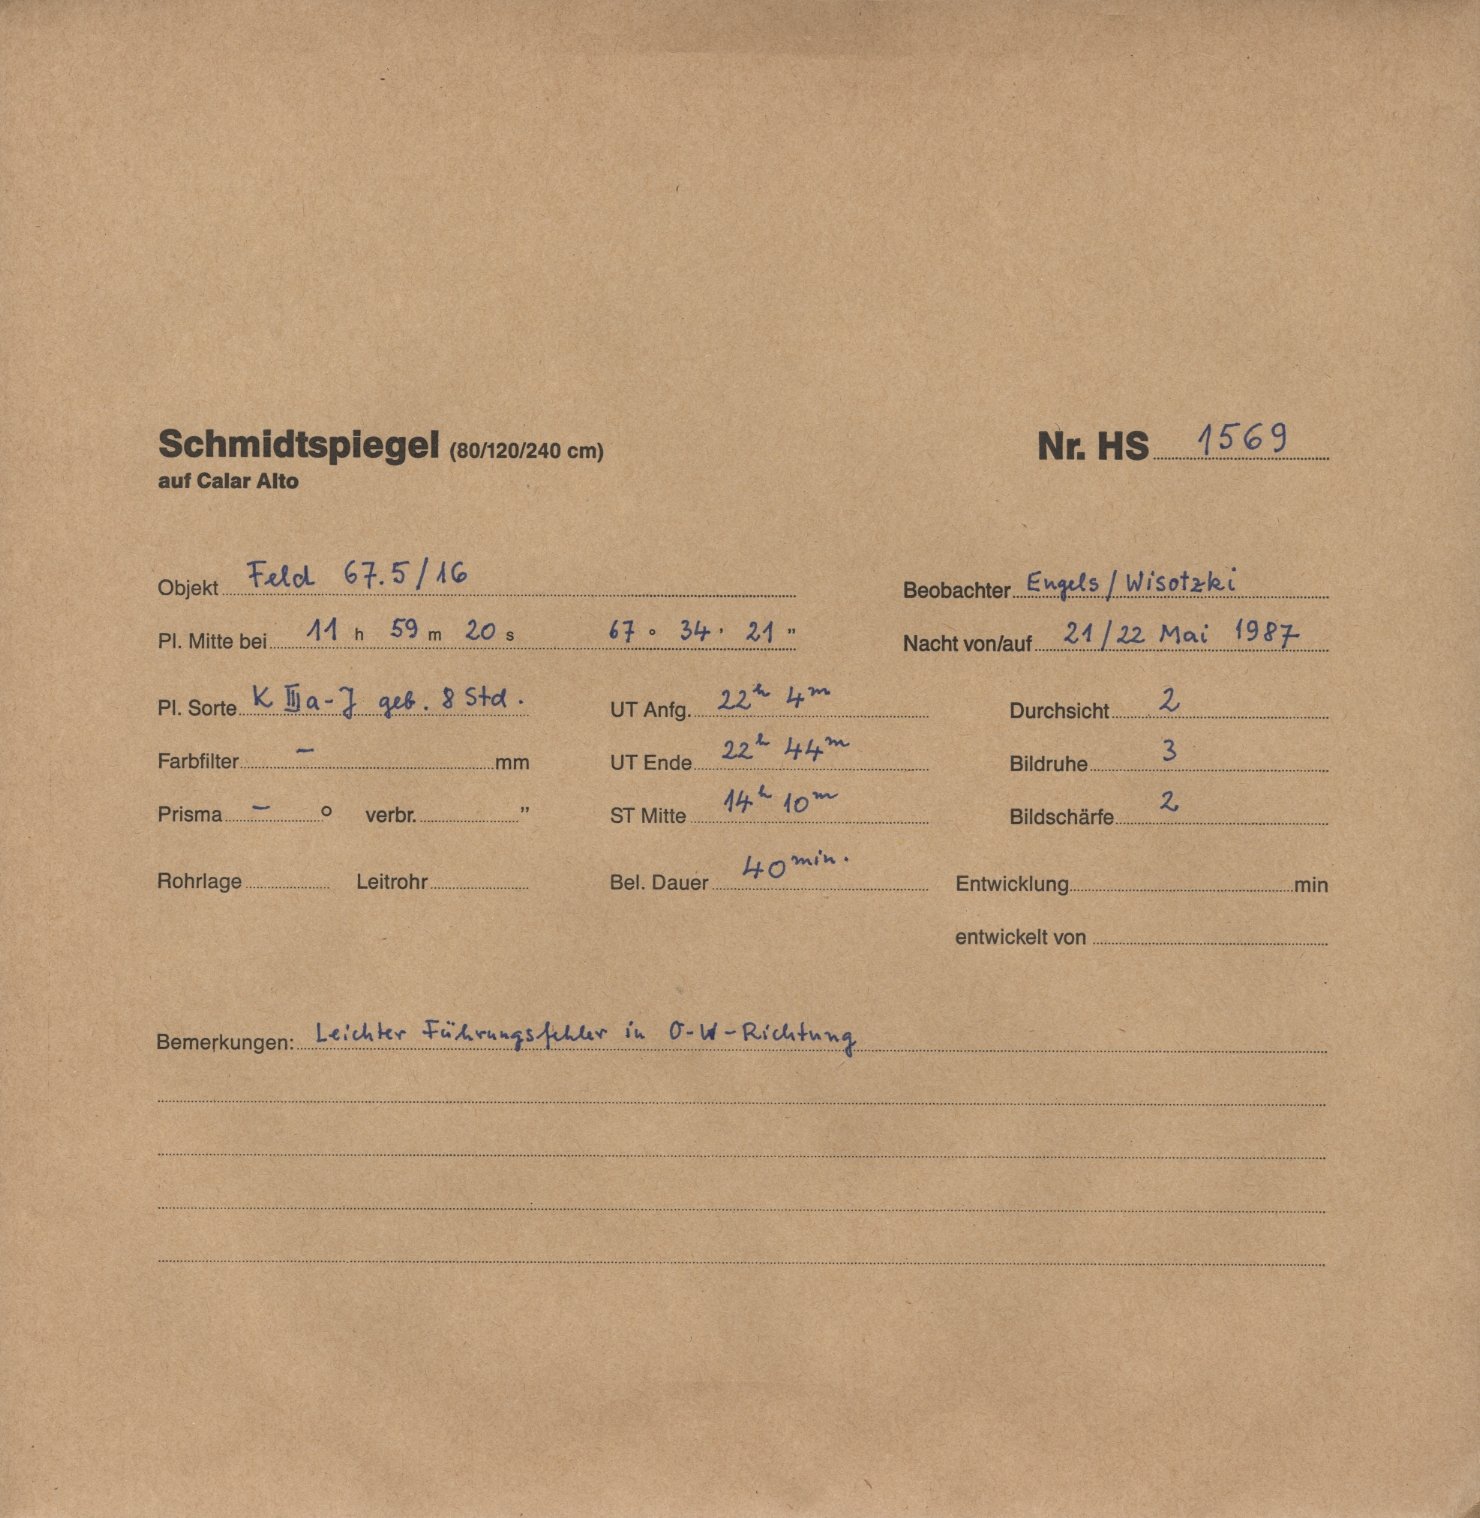 Schmidtspiegel (80/120/240 cm) Nr. HS 1569
auf Calar Alto
Objekt Feld 67.5/16 Beobachter Engels/Wisotzki
Pl. Mitte bei 11 h 59 m 20 s 67 ° 34 ' 21 " Nacht von/auf 21/22 Mai 1987
Pl. Sorte K IIIa-J geb. 8 Std. UT Anfg. 22h 4m Durchsicht 2
Farbfilter – mm UT Ende 22h 44m Bildruhe 3
Prisma – ° verbr. " ST Mitte 14h 10m Bildschärfe 2
Rohrlage Leitrohr Bel. Dauer 40min. Entwicklung min
entwickelt von
Bemerkungen: Leichter Führungsfehler in O-W-Richtung